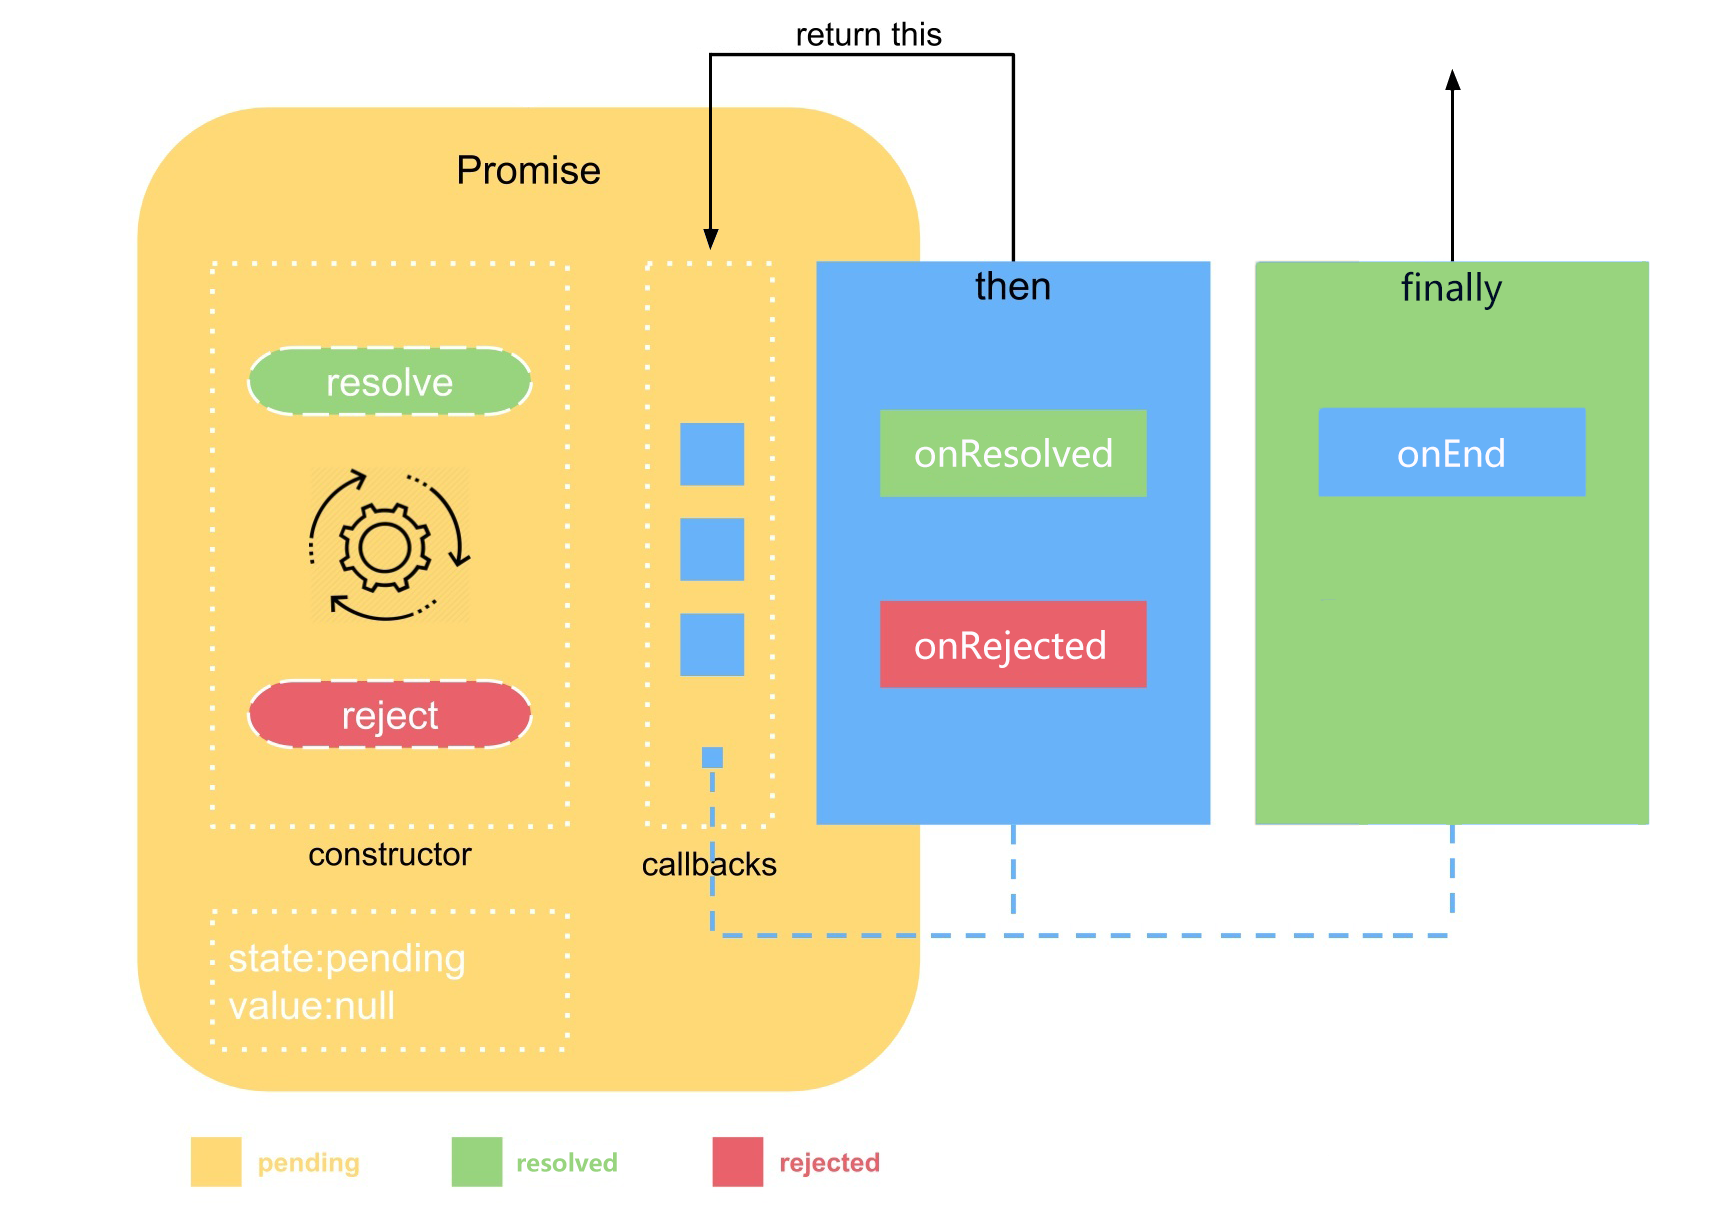 return this
Promise
then
finally
resolve
onResolved
onEnd
onRejected
reject
constructor
callbacks
state:pending
value:null
pending
resolved
rejected